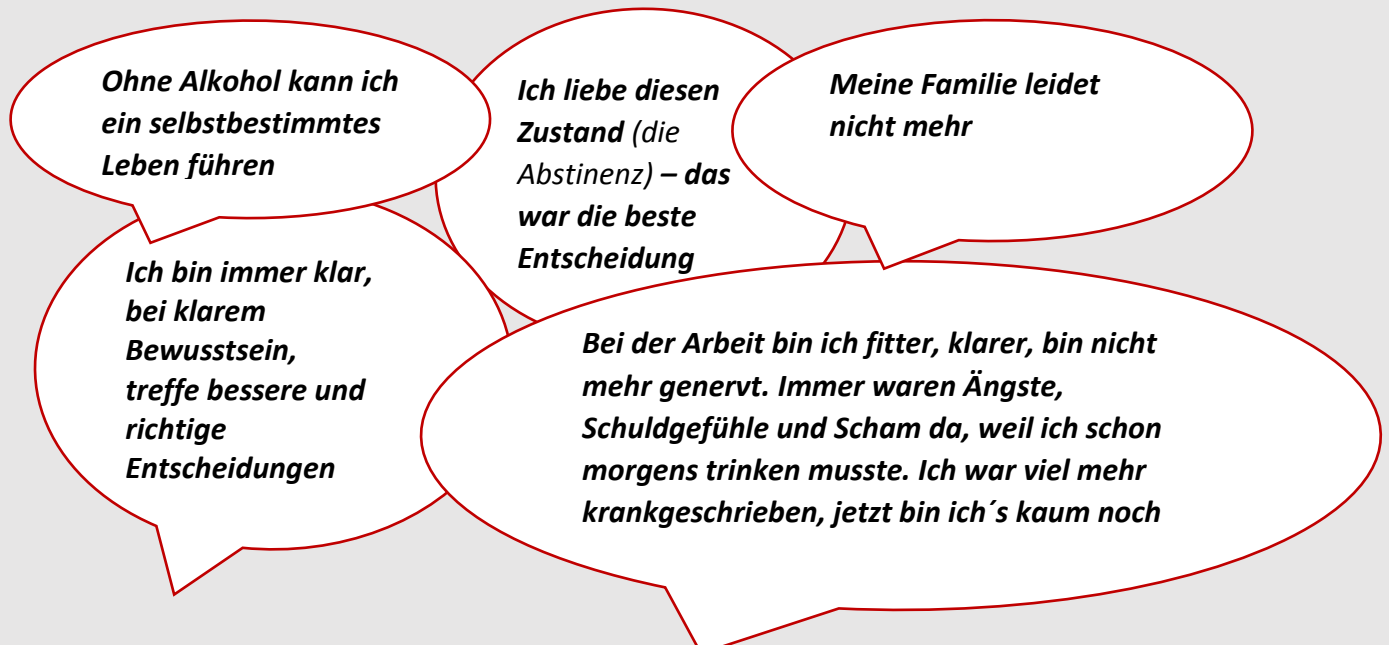 Ohne Alkohol kann ich
ein selbstbestimmtes
Leben führen
Ich liebe diesen
Zustand (die
Abstinenz) – das
war die beste
Entscheidung
Meine Familie leidet
nicht mehr
Ich bin immer klar,
bei klarem
Bewusstsein,
treffe bessere und
richtige
Entscheidungen
Bei der Arbeit bin ich fitter, klarer, bin nicht
mehr genervt. Immer waren Ängste,
Schuldgefühle und Scham da, weil ich schon
morgens trinken musste. Ich war viel mehr
krankgeschrieben, jetzt bin ich´s kaum noch